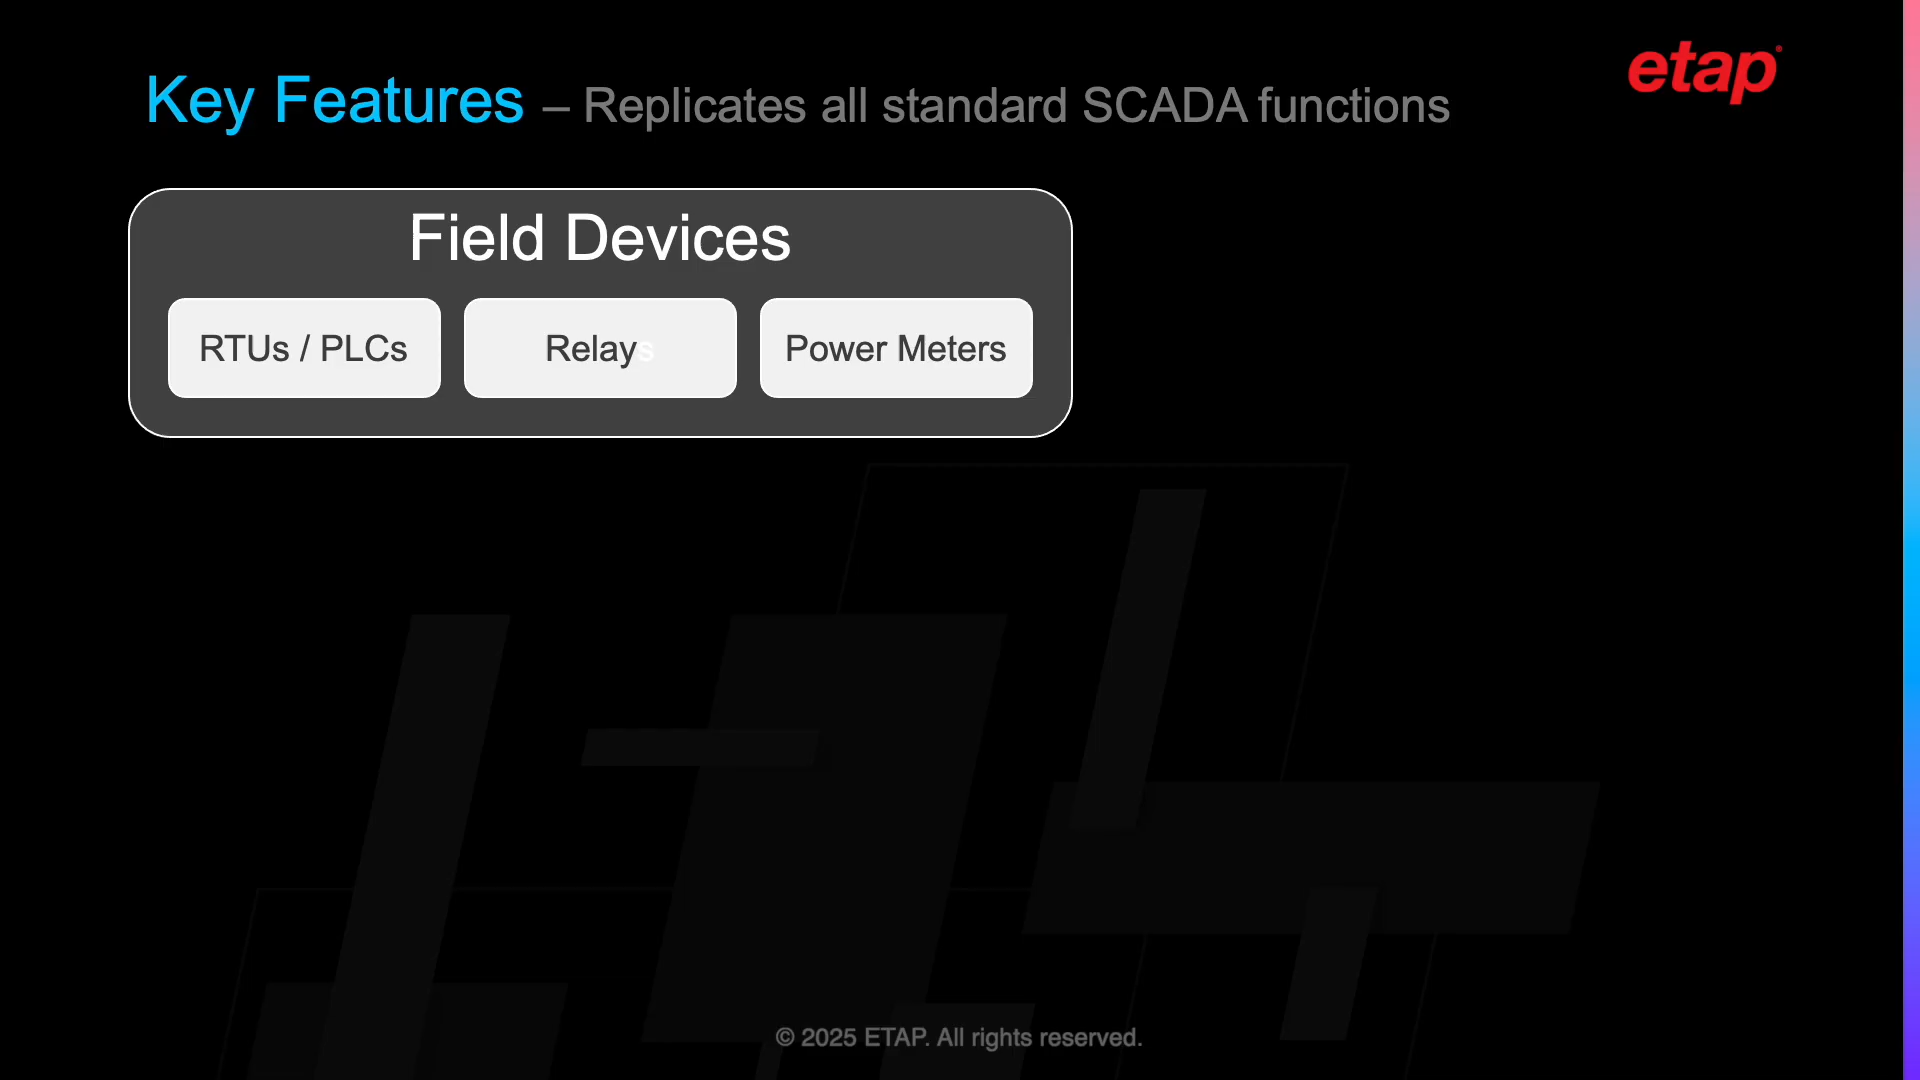 etap
Key Features – Replicates all standard SCADA functions
Field Devices
RTUs / PLCs
Relays
Power Meters
© 2025 ETAP. All rights reserved.